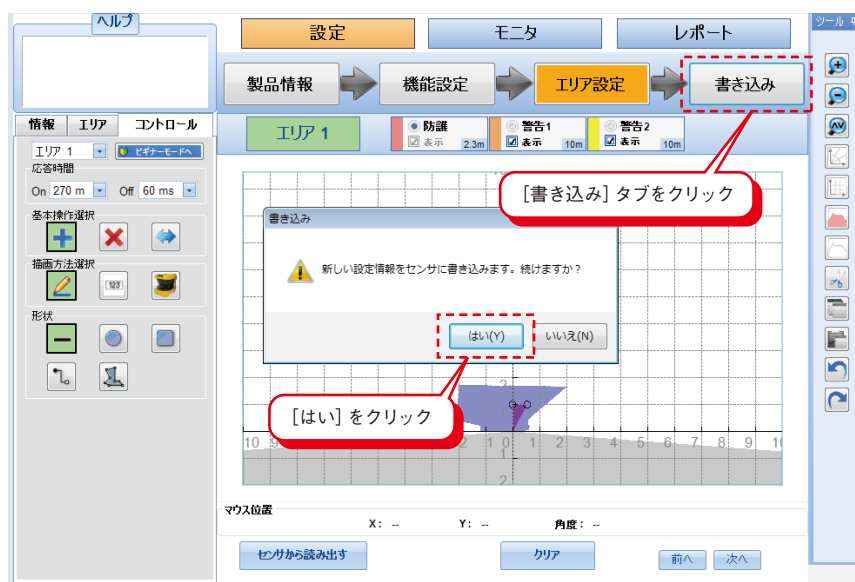 ヘルプ
設定
モニタ
レポート
ツール
製品情報
機能設定
エリア設定
書き込み
情報
エリア
コントロール
エリア 1
防護
表示
2.3m
警告1
表示
10m
警告2
表示
10m
エリア 1
ビギナーモードへ
応答時間
On 270 m
Off 60 ms
基本操作選択
描画方法選択
123
形状
[書き込み] タブをクリック
書き込み
新しい設定情報をセンサに書き込みます。続けますか？
はい(Y)
いいえ(N)
[はい] をクリック
2
10 9 2 1 0 1 2 3 4 5 6 7 8 9
1
2
マウス位置
X: --
Y: --
角度: --
センサから読み出す
クリア
前へ
次へ